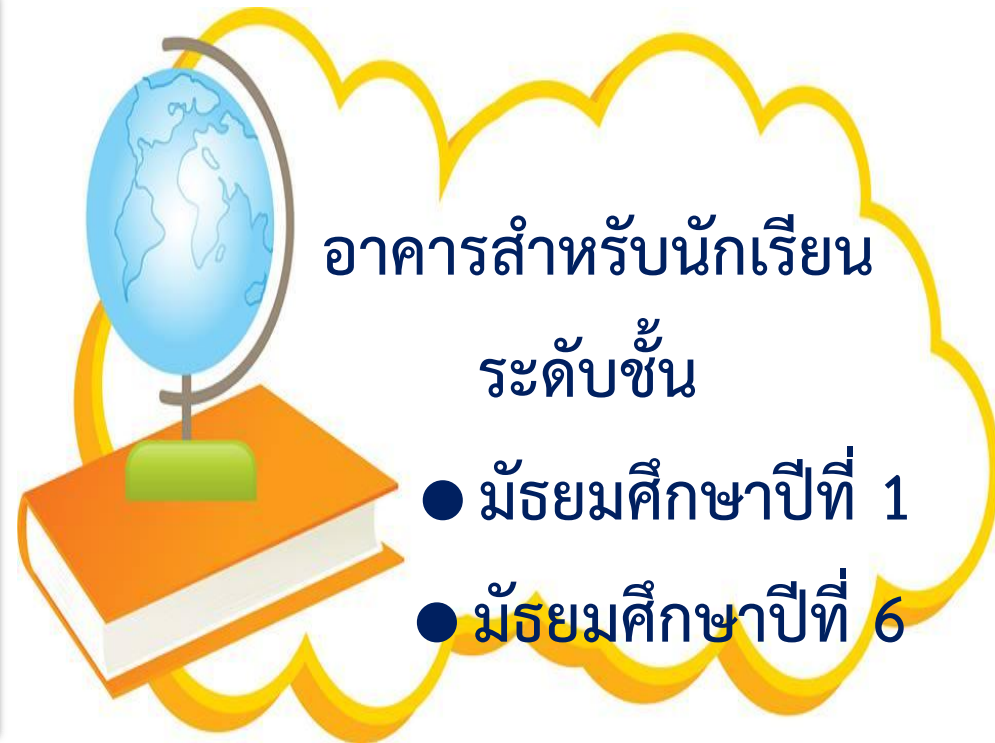 อาคารสำหรับนักเรียน
ระดับชั้น
● มัธยมศึกษาปีที่ 1
● มัธยมศึกษาปีที่ 6